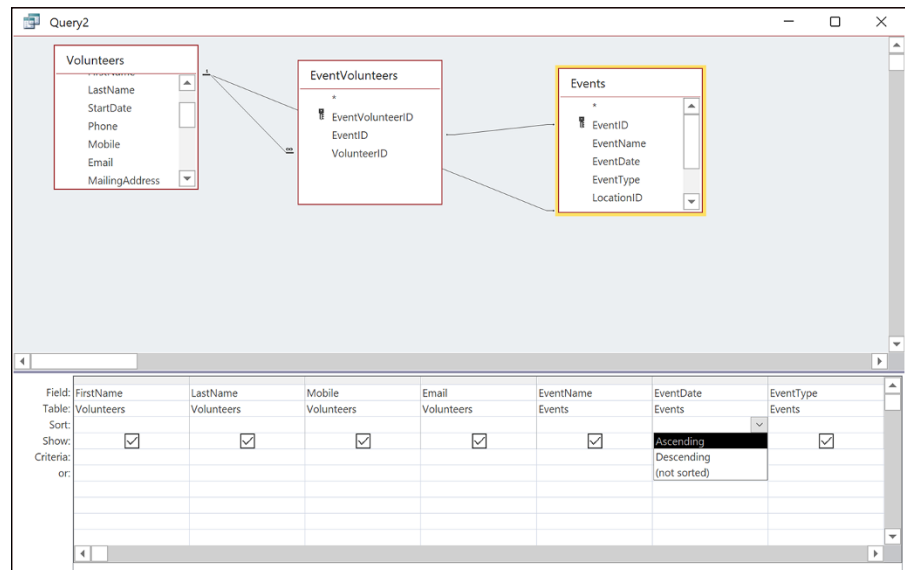 Query2
Volunteers
LastName
StartDate
Phone
Mobile
Email
MailingAddress
EventVolunteers
*
EventVolunteerID
EventID
VolunteerID
Events
*
EventID
EventName
EventDate
EventType
LocationID
Field: FirstName LastName Mobile Email EventName EventDate EventType
Table: Volunteers Volunteers Volunteers Volunteers Events Events Events
Sort:
Show: Ascending
Criteria: Descending
or: (not sorted)